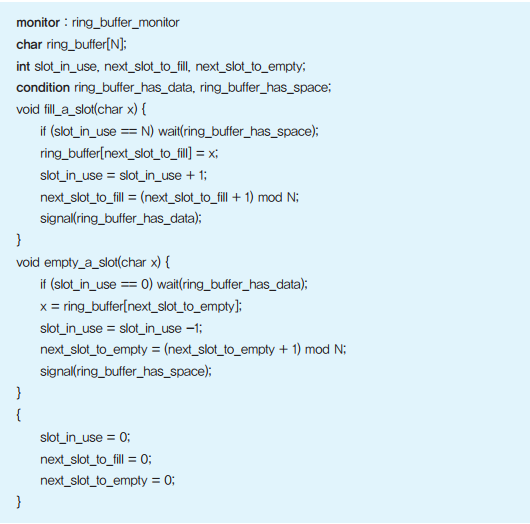 monitor : ring_buffer_monitor
char ring_buffer[N];
int slot_in_use, next_slot_to_fill, next_slot_to_empty;
condition ring_buffer_has_data, ring_buffer_has_space;
void fill_a_slot(char x) {
if (slot_in_use == N) wait(ring_buffer_has_space);
ring_buffer[next_slot_to_fill] = x;
slot_in_use = slot_in_use + 1;
next_slot_to_fill = (next_slot_to_fill + 1) mod N;
signal(ring_buffer_has_data);
}
void empty_a_slot(char x) {
if (slot_in_use == 0) wait(ring_buffer_has_data);
x = ring_buffer[next_slot_to_empty];
slot_in_use = slot_in_use −1;
next_slot_to_empty = (next_slot_to_empty + 1) mod N;
signal(ring_buffer_has_space);
}
{
slot_in_use = 0;
next_slot_to_fill = 0;
next_slot_to_empty = 0;
}